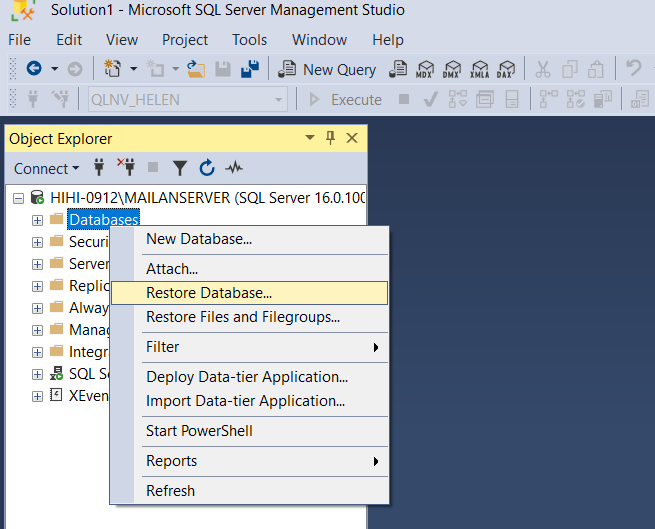 Solution1 - Microsoft SQL Server Management Studio
File Edit View Project Tools Window Help
New Query MDX DMX XMLA DAX
QLNV_HELEN Execute
Object Explorer
Connect
HIHI-0912\MAILANSERVER (SQL Server 16.0.100
Databases
Securi
Server
Replic
Alway
Manag
Integra
SQL Se
XEven
New Database...
Attach...
Restore Database...
Restore Files and Filegroups...
Filter
Deploy Data-tier Application...
Import Data-tier Application...
Start PowerShell
Reports
Refresh